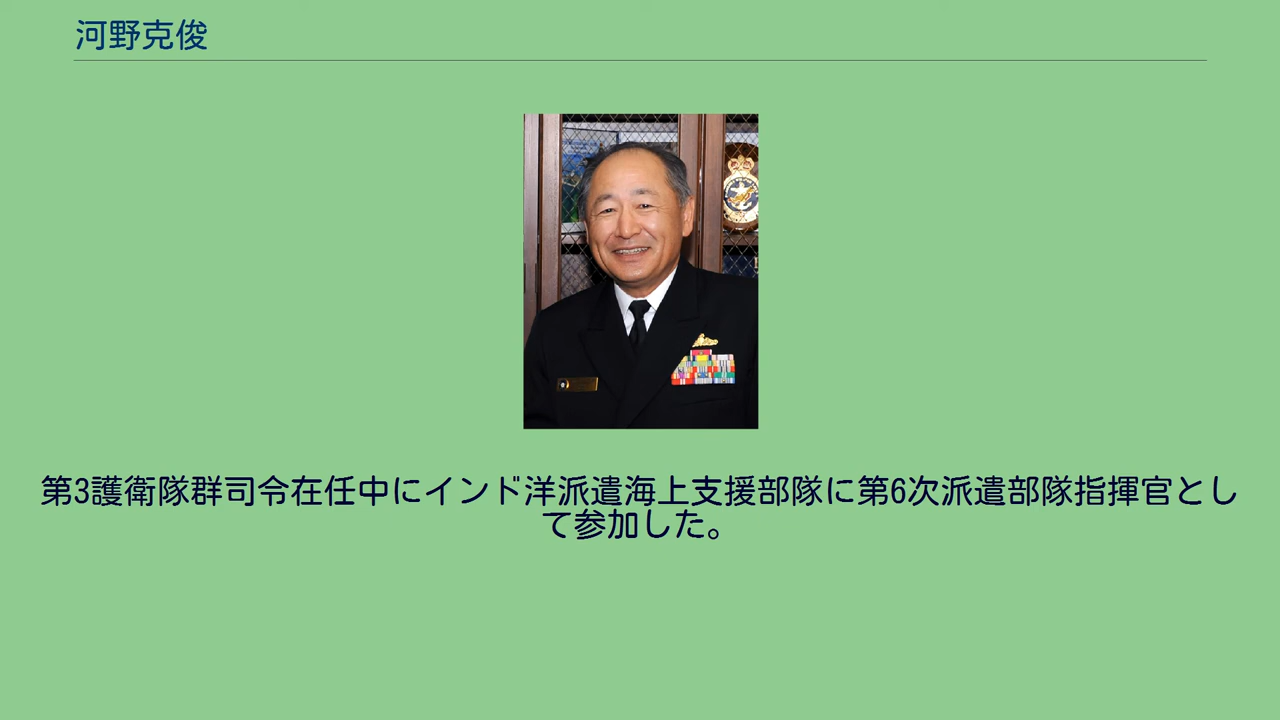 河野克俊
第3護衛隊群司令在任中にインド洋派遣海上支援部隊に第6次派遣部隊指揮官とし
て参加した。